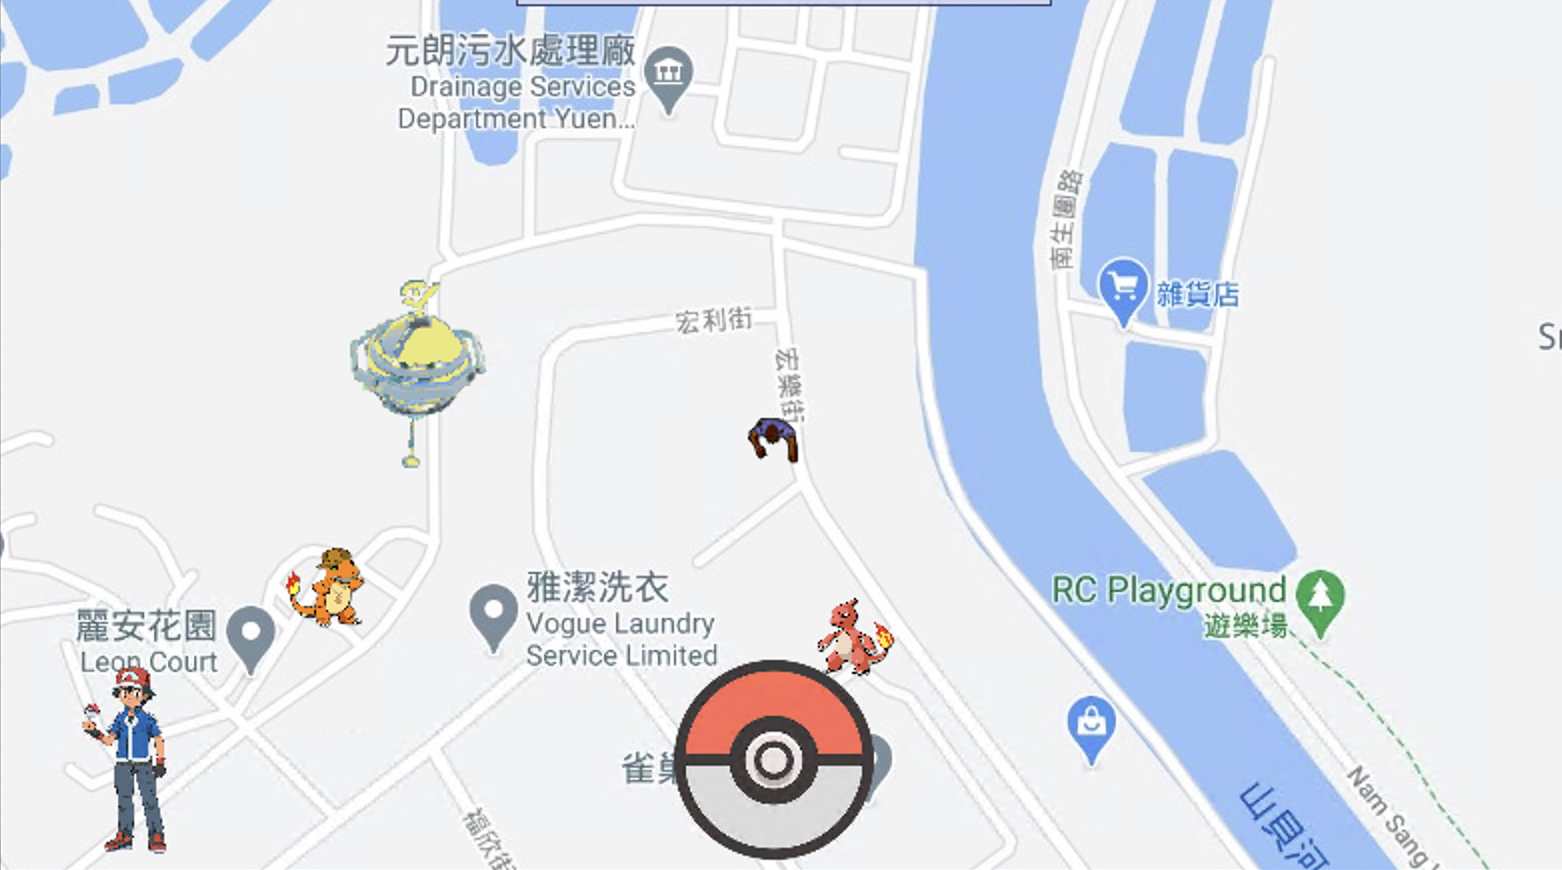 元朗污水處理廠
Drainage Services
Department Yuen...
南生圍路
雜貨店
宏利街
宏樂街
雅潔洗衣
Vogue Laundry
Service Limited
RC Playground
遊樂場
麗安花園
Leon Court
雀巢
福欣街
山貝河
Nam Sang